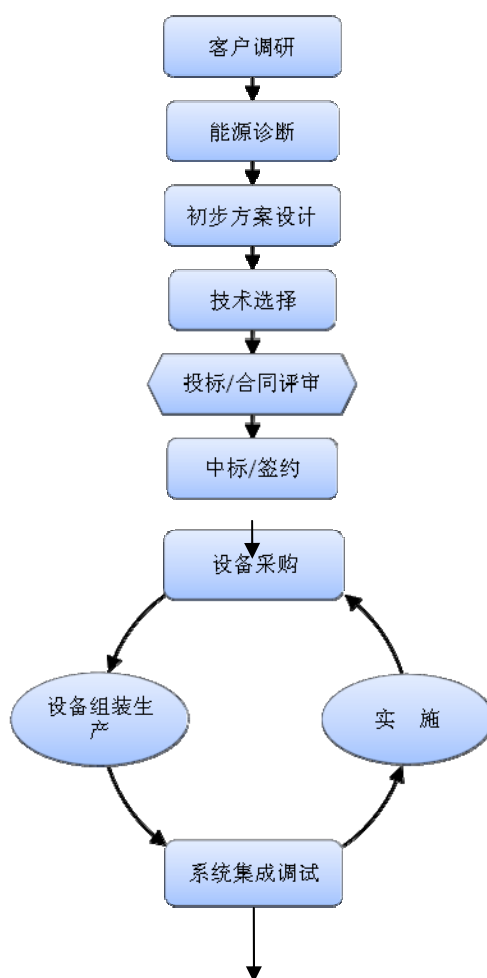 客户调研
能源诊断
初步方案设计
技术选择
投标/合同评审
中标/签约
设备采购
设备组装生
产
实 施
系统集成调试